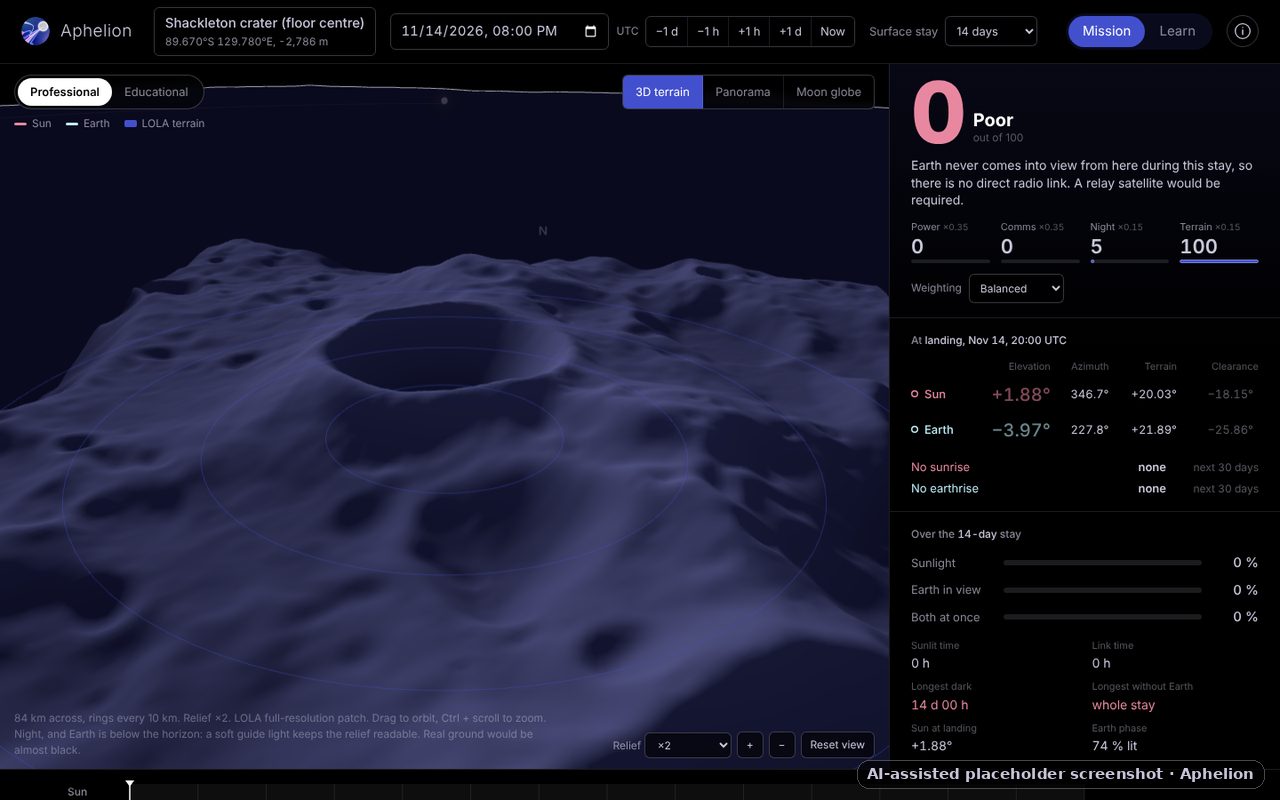 Aphelion
Shackleton crater (floor centre)
89.670°S 129.780°E, −2,786 m
11/14/2026, 08:00 PM
UTC
−1 d
−1 h
+1 h
+1 d
Now
Surface stay
14 days
Mission
Learn
Professional
Educational
3D terrain
Panorama
Moon globe
Sun
Earth
LOLA terrain
N
84 km across, rings every 10 km. Relief ×2. LOLA full-resolution patch. Drag to orbit, Ctrl + scroll to zoom.
Night, and Earth is below the horizon: a soft guide light keeps the relief readable. Real ground would be
almost black.
Relief
×2
+
−
Reset view
0
Poor
out of 100
Earth never comes into view from here during this stay, so
there is no direct radio link. A relay satellite would be
required.
Power ×0.35
Comms ×0.35
Night ×0.15
Terrain ×0.15
0
0
5
100
Weighting
Balanced
At landing, Nov 14, 20:00 UTC
Elevation Azimuth Terrain Clearance
Sun +1.88° 346.7° +20.03° −18.15°
Earth −3.97° 227.8° +21.89° −25.86°
No sunrise none next 30 days
No earthrise none next 30 days
Over the 14-day stay
Sunlight 0 %
Earth in view 0 %
Both at once 0 %
Sunlit time Link time
0 h 0 h
Longest dark Longest without Earth
14 d 00 h whole stay
Sun at landing Earth phase
+1.88° 74 % lit
AI-assisted placeholder screenshot · Aphelion
Sun